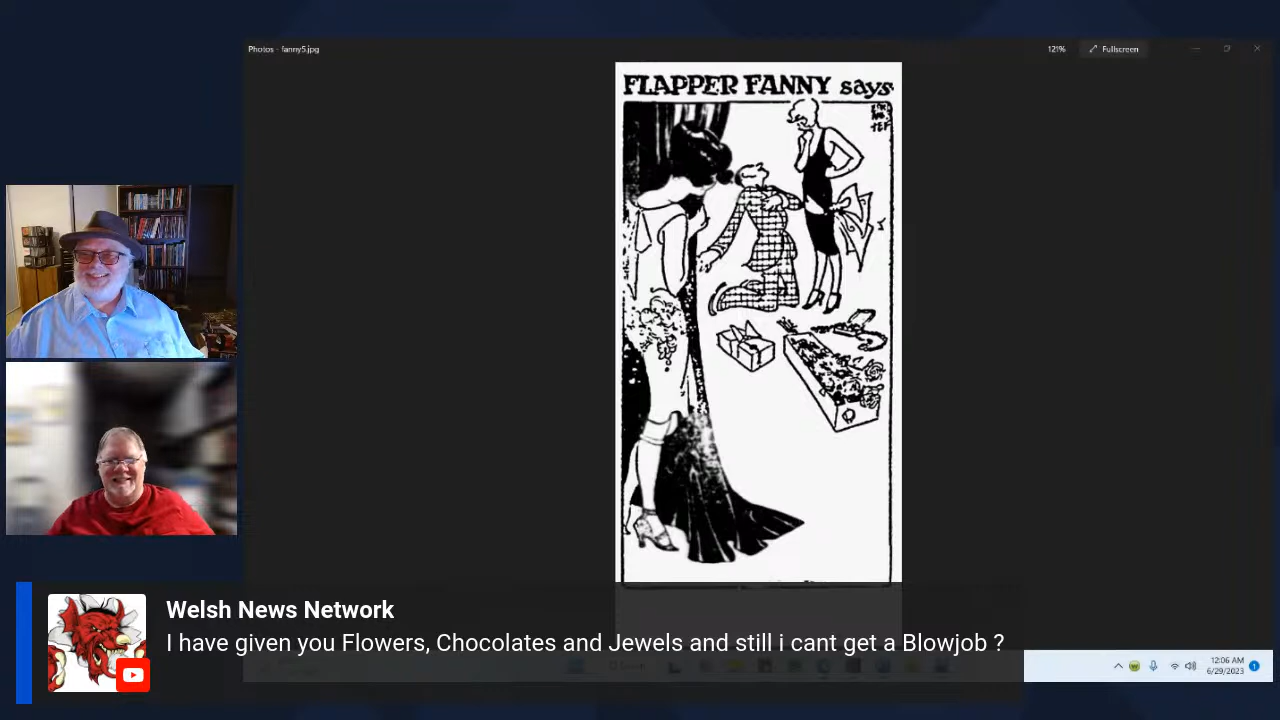 Photos - fanny5.jpg
121%
Fullscreen
FLAPPER FANNY says
Welsh News Network
I have given you Flowers, Chocolates and Jewels and still i cant get a Blowjob ?
12:06 AM
6/29/2023
1